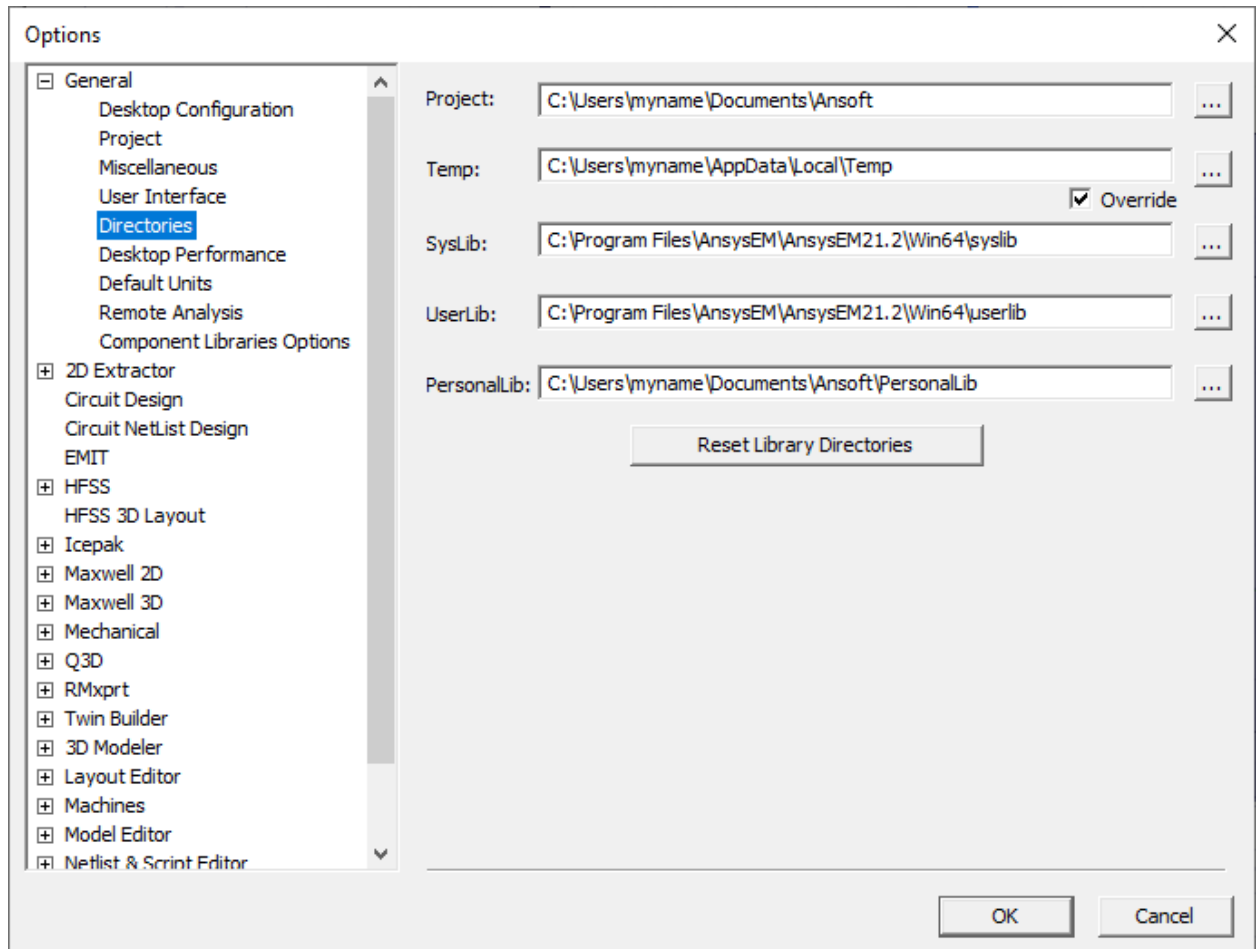 Options
General
Desktop Configuration
Project
Miscellaneous
User Interface
Directories
Desktop Performance
Default Units
Remote Analysis
Component Libraries Options
2D Extractor
Circuit Design
Circuit NetList Design
EMIT
HFSS
HFSS 3D Layout
Icepak
Maxwell 2D
Maxwell 3D
Mechanical
Q3D
RMxprt
Twin Builder
3D Modeler
Layout Editor
Machines
Model Editor
Netlist & Script Editor
Project: C:\Users\myname\Documents\Ansoft ...
Temp: C:\Users\myname\AppData\Local\Temp ...
Override
SysLib: C:\Program Files\AnsysEM\AnsysEM21.2\Win64\syslib ...
UserLib: C:\Program Files\AnsysEM\AnsysEM21.2\Win64\userlib ...
PersonalLib: C:\Users\myname\Documents\Ansoft\PersonalLib ...
Reset Library Directories
OK Cancel